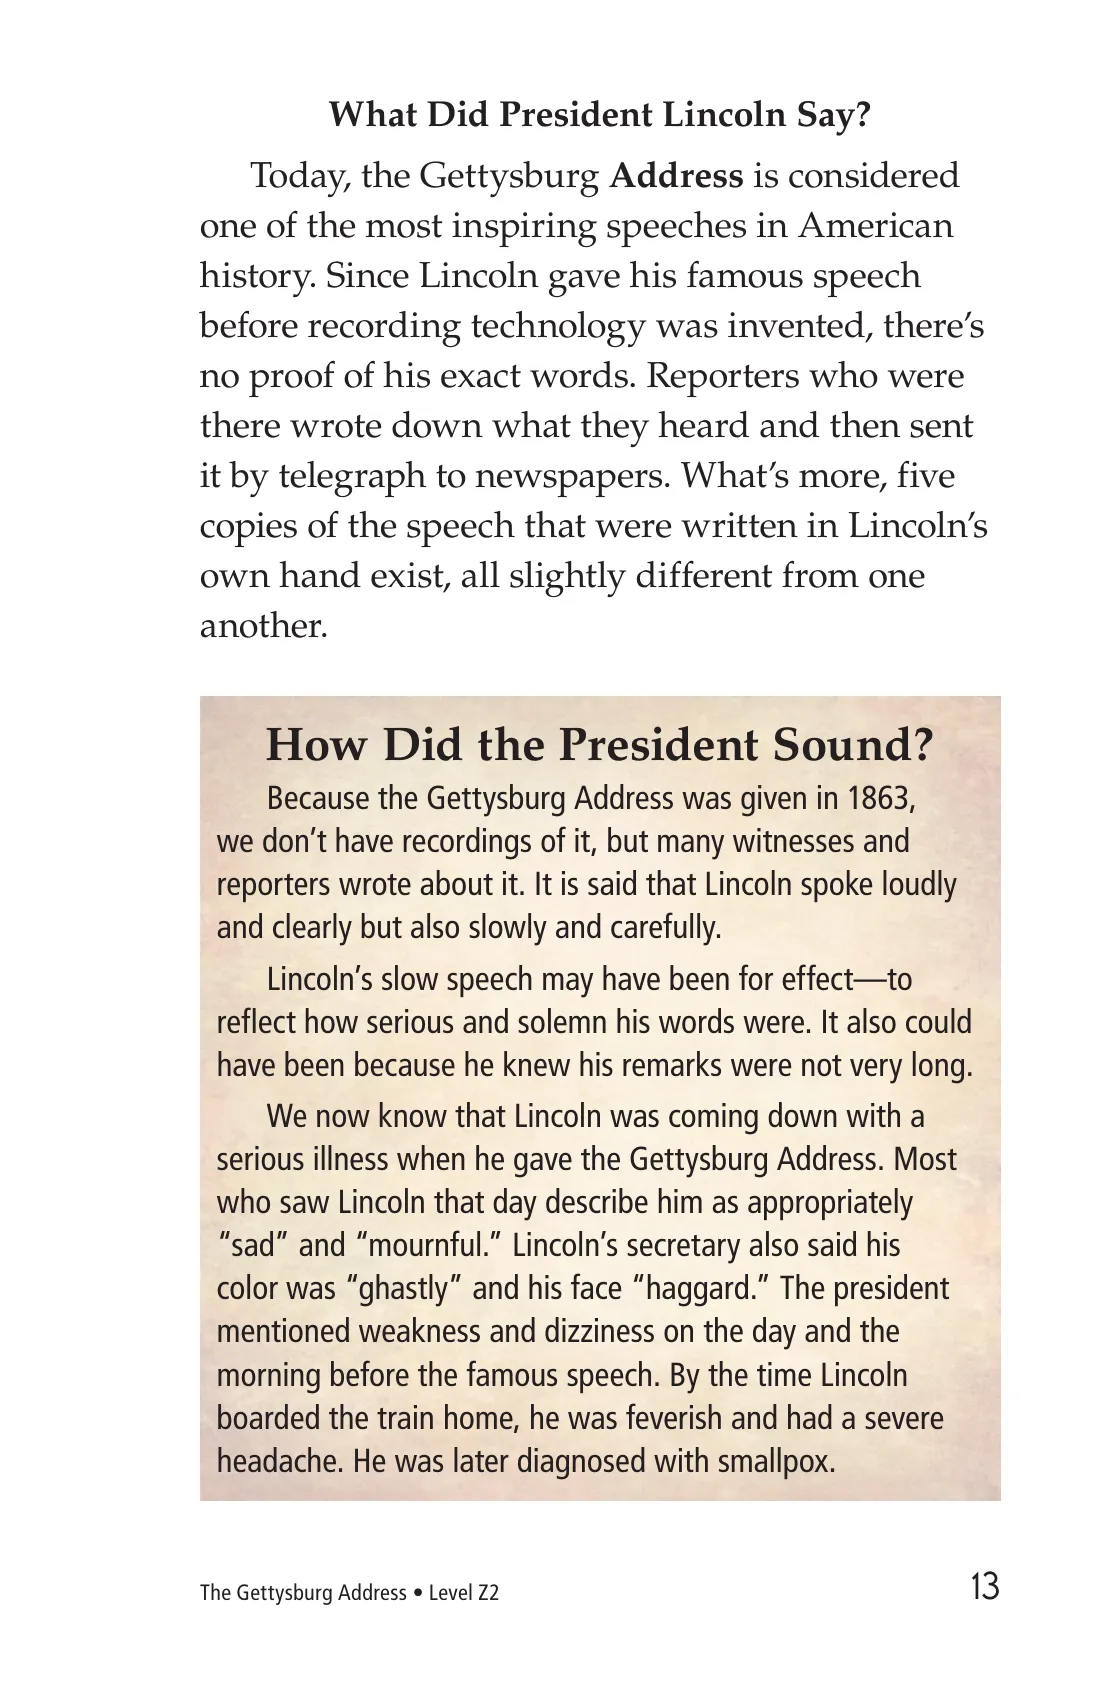 What Did President Lincoln Say?
Today, the Gettysburg Address is considered
one of the most inspiring speeches in American
history. Since Lincoln gave his famous speech
before recording technology was invented, there’s
no proof of his exact words. Reporters who were
there wrote down what they heard and then sent
it by telegraph to newspapers. What’s more, five
copies of the speech that were written in Lincoln’s
own hand exist, all slightly different from one
another.
How Did the President Sound?
Because the Gettysburg Address was given in 1863,
we don’t have recordings of it, but many witnesses and
reporters wrote about it. It is said that Lincoln spoke loudly
and clearly but also slowly and carefully.
Lincoln’s slow speech may have been for effect—to
reflect how serious and solemn his words were. It also could
have been because he knew his remarks were not very long.
We now know that Lincoln was coming down with a
serious illness when he gave the Gettysburg Address. Most
who saw Lincoln that day describe him as appropriately
“sad” and “mournful.” Lincoln’s secretary also said his
color was “ghastly” and his face “haggard.” The president
mentioned weakness and dizziness on the day and the
morning before the famous speech. By the time Lincoln
boarded the train home, he was feverish and had a severe
headache. He was later diagnosed with smallpox.
The Gettysburg Address • Level Z2
13